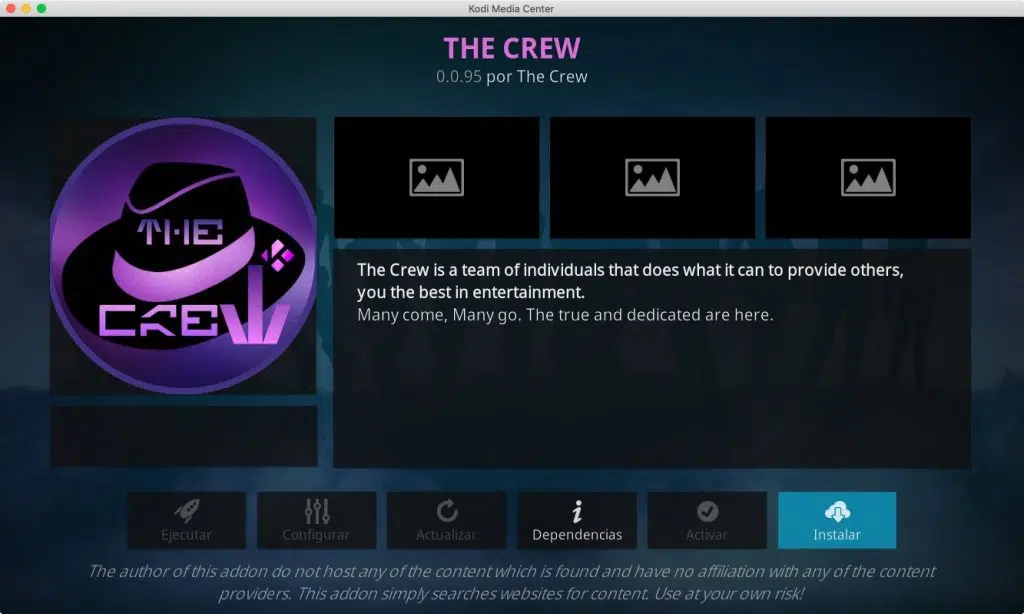 Kodi Media Center
THE CREW
0.0.95 por The Crew
THE
CREW
The Crew is a team of individuals that does what it can to provide others,
you the best in entertainment.
Many come, Many go. The true and dedicated are here.
Ejecutar
Configurar
Actualizar
Dependencias
Activar
Instalar
The author of this addon do not host any of the content which is found and have no affiliation with any of the content
providers. This addon simply searches websites for content. Use at your own risk!